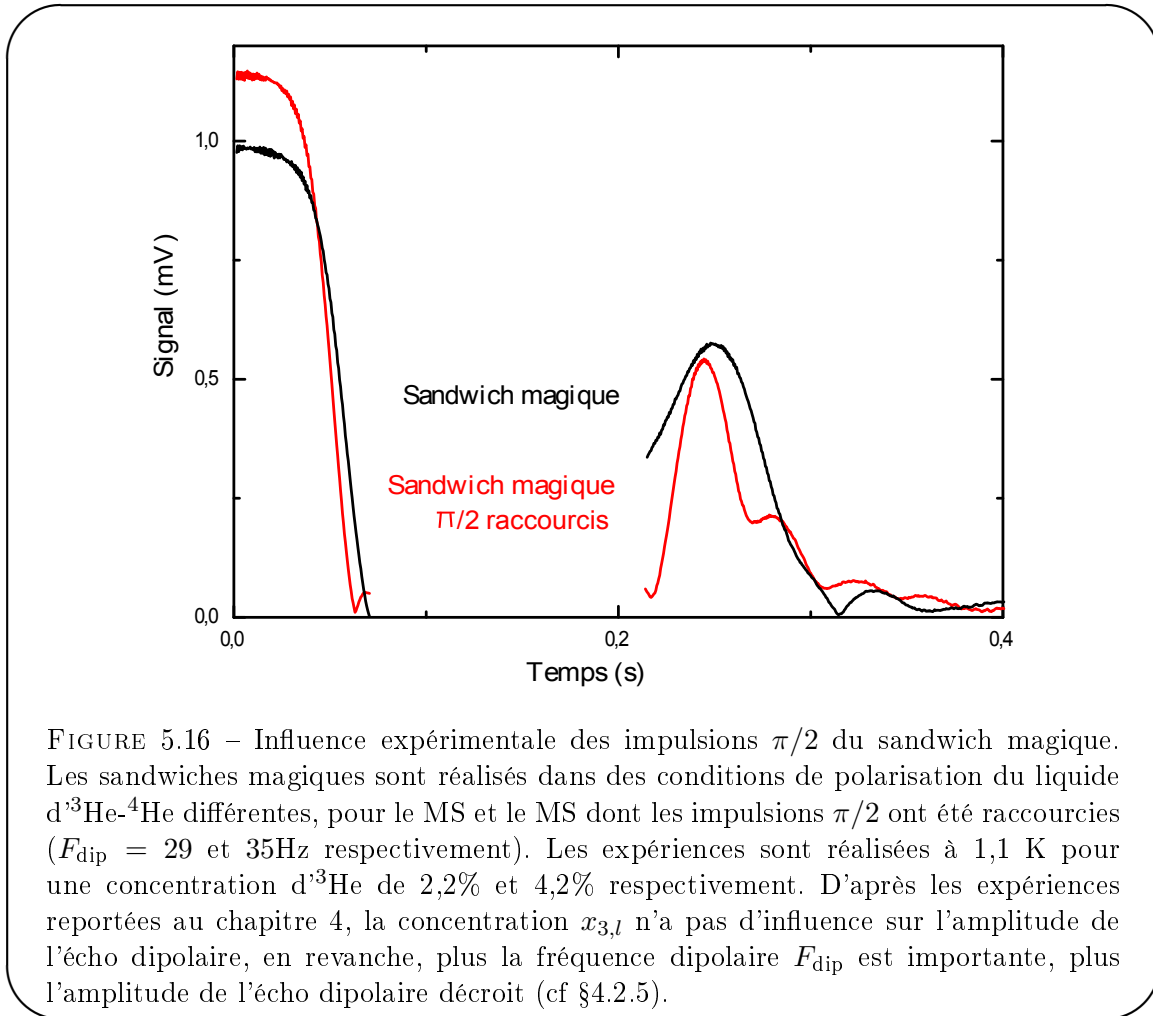 1,0
0,5
0,0
Signal (mV)
Sandwich magique
Sandwich magique
π/2 raccourcis
0,0
0,2
0,4
Temps (s)
FIGURE 5.16 – Influence expérimentale des impulsions π/2 du sandwich magique.
Les sandwiches magiques sont réalisés dans des conditions de polarisation du liquide
d'³He-⁴He différentes, pour le MS et le MS dont les impulsions π/2 ont été raccourcies
(F_dip = 29 et 35Hz respectivement). Les expériences sont réalisées à 1,1 K pour
une concentration d'³He de 2,2% et 4,2% respectivement. D'après les expériences
reportées au chapitre 4, la concentration x_{3,l} n'a pas d'influence sur l'amplitude de
l'écho dipolaire, en revanche, plus la fréquence dipolaire F_dip est importante, plus
l'amplitude de l'écho dipolaire décroit (cf §4.2.5).